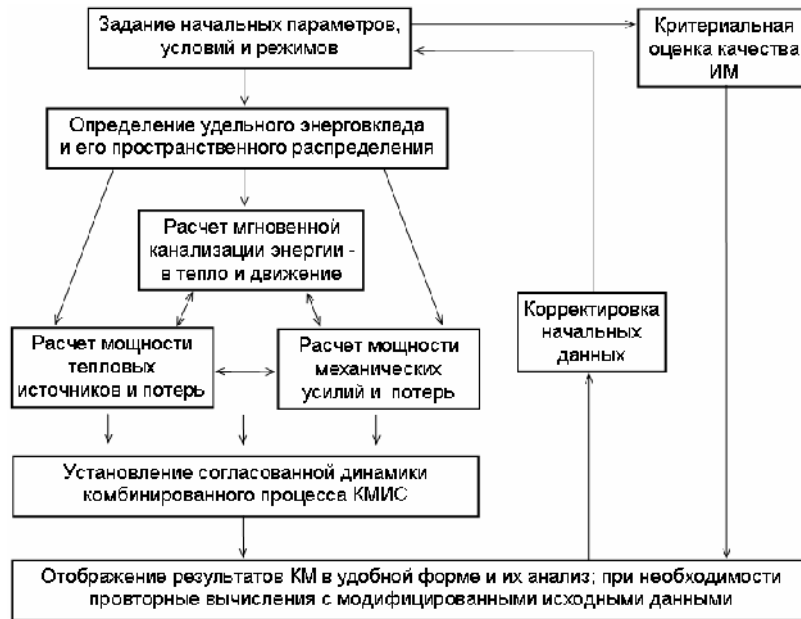 Задание начальных параметров,
условий и режимов
Критериальная
оценка качества
ИМ
Определение удельного энерговклада
и его пространственного распределения
Расчет мгновенной
канализации энергии -
в тепло и движение
Расчет мощности
тепловых
источников и потерь
Расчет мощности
механических
усилий и потерь
Корректировка
начальных
данных
Установление согласованной динамики
комбинированного процесса КМИС
Отображение результатов КМ в удобной форме и их анализ; при необходимости
провторные вычисления с модифицированными исходными данными